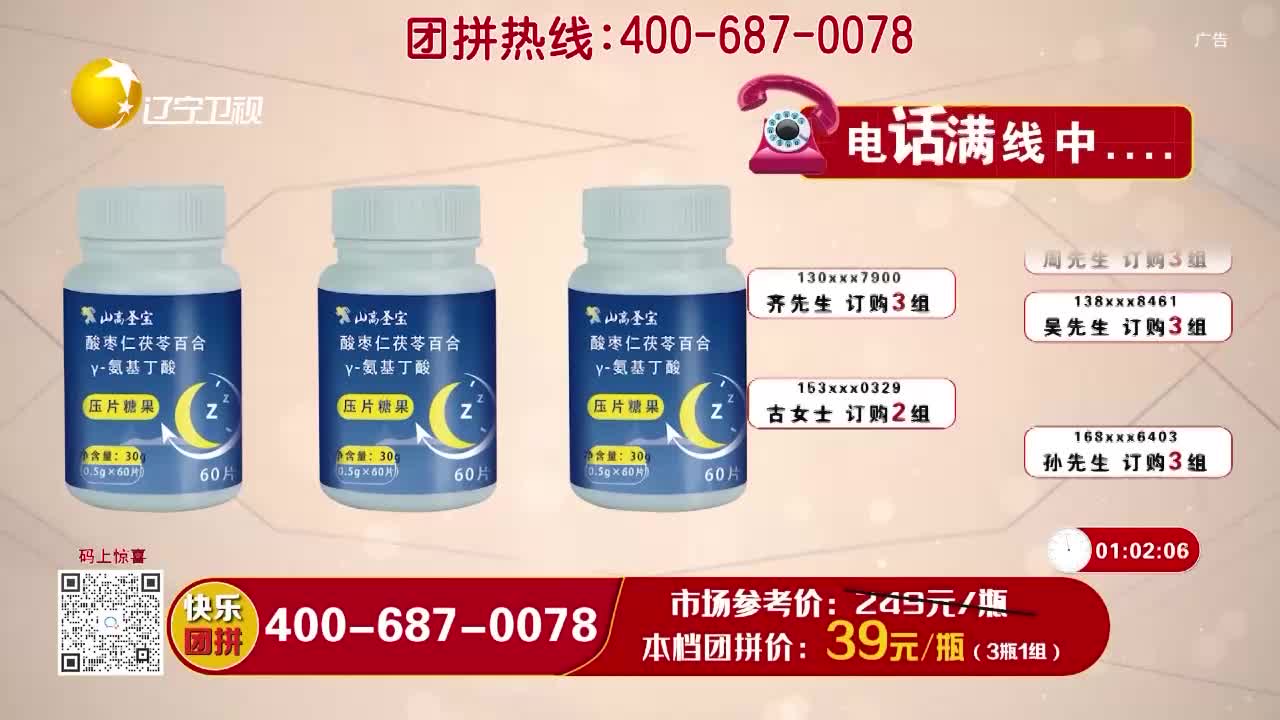 团拼热线:400-687-0078
广告
辽宁卫视
电话满线中....
山高圣宝
酸枣仁茯苓百合
γ-氨基丁酸
压片糖果
z z
净含量：30g
(0.5g×60片)
60片
山高圣宝
酸枣仁茯苓百合
γ-氨基丁酸
压片糖果
z z
净含量：30g
0.5g×60片)
60片
山高圣宝
酸枣仁茯苓百合
γ-氨基丁酸
压片糖果
z z
净含量：30g
0.5g×60片)
60片
130xxx7900
齐先生 订购3组
153xxx0329
古女士 订购2组
周先生 订购3组
138xxx8461
吴先生 订购3组
168xxx6403
孙先生 订购3组
01:02:06
码上惊喜
快乐
团拼
400-687-0078
市场参考价：249元/瓶
本档团拼价：39元/瓶（3瓶1组）